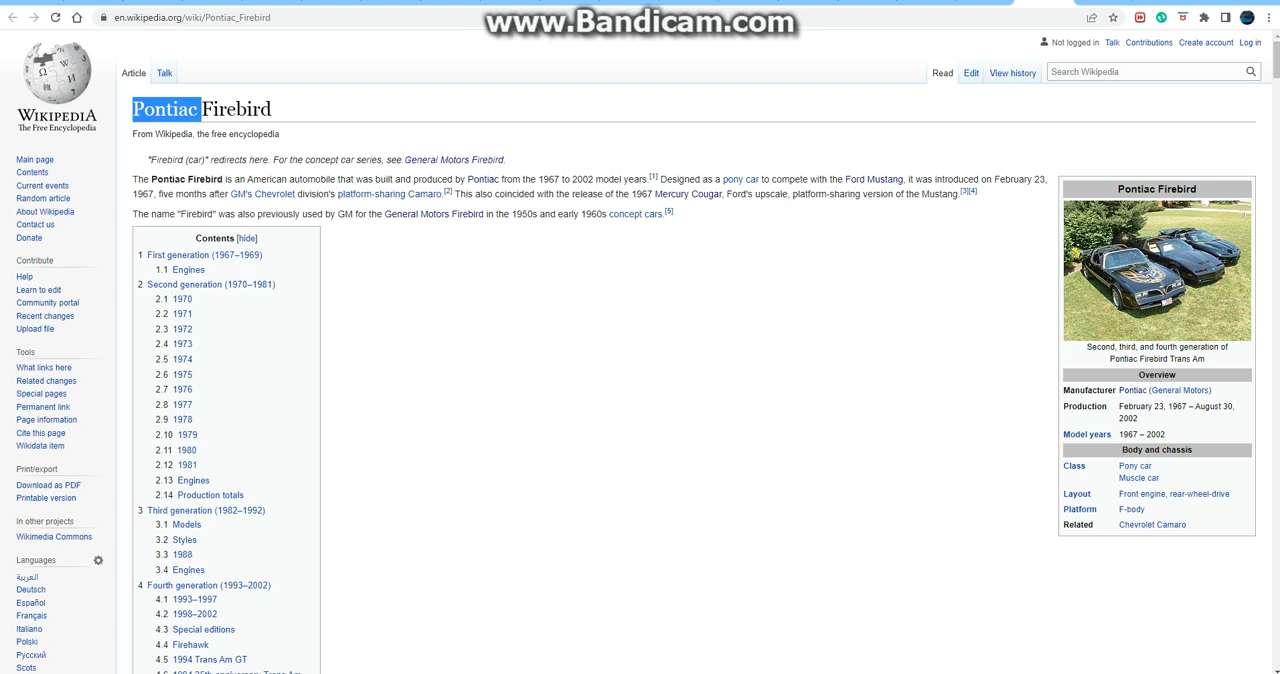 www.Bandicam.com
en.wikipedia.org/wiki/Pontiac_Firebird
Not logged in Talk Contributions Create account Log in
Article Talk
Read Edit View history
Search Wikipedia
WIKIPEDIA
The Free Encyclopedia
Main page
Contents
Current events
Random article
About Wikipedia
Contact us
Donate
Contribute
Help
Learn to edit
Community portal
Recent changes
Upload file
Tools
What links here
Related changes
Special pages
Permanent link
Page information
Cite this page
Wikidata item
Print/export
Download as PDF
Printable version
In other projects
Wikimedia Commons
Languages
العربية
Deutsch
Español
Français
Italiano
Polski
Русский
Scots
Pontiac Firebird
From Wikipedia, the free encyclopedia
"Firebird (car)" redirects here. For the concept car series, see General Motors Firebird.
The Pontiac Firebird is an American automobile that was built and produced by Pontiac from the 1967 to 2002 model years.[1] Designed as a pony car to compete with the Ford Mustang, it was introduced on February 23,
1967, five months after GM's Chevrolet division's platform-sharing Camaro.[2] This also coincided with the release of the 1967 Mercury Cougar, Ford's upscale, platform-sharing version of the Mustang.[3][4]
The name "Firebird" was also previously used by GM for the General Motors Firebird in the 1950s and early 1960s concept cars.[5]
Contents [hide]
1 First generation (1967–1969)
1.1 Engines
2 Second generation (1970–1981)
2.1 1970
2.2 1971
2.3 1972
2.4 1973
2.5 1974
2.6 1975
2.7 1976
2.8 1977
2.9 1978
2.10 1979
2.11 1980
2.12 1981
2.13 Engines
2.14 Production totals
3 Third generation (1982–1992)
3.1 Models
3.2 Styles
3.3 1988
3.4 Engines
4 Fourth generation (1993–2002)
4.1 1993–1997
4.2 1998–2002
4.3 Special editions
4.4 Firehawk
4.5 1994 Trans Am GT
4.6 1994 25th anniversary Trans Am
Pontiac Firebird
Second, third, and fourth generation of
Pontiac Firebird Trans Am
Overview
Manufacturer Pontiac (General Motors)
Production February 23, 1967 – August 30,
2002
Model years 1967 – 2002
Body and chassis
Class Pony car
Muscle car
Layout Front engine, rear-wheel-drive
Platform F-body
Related Chevrolet Camaro